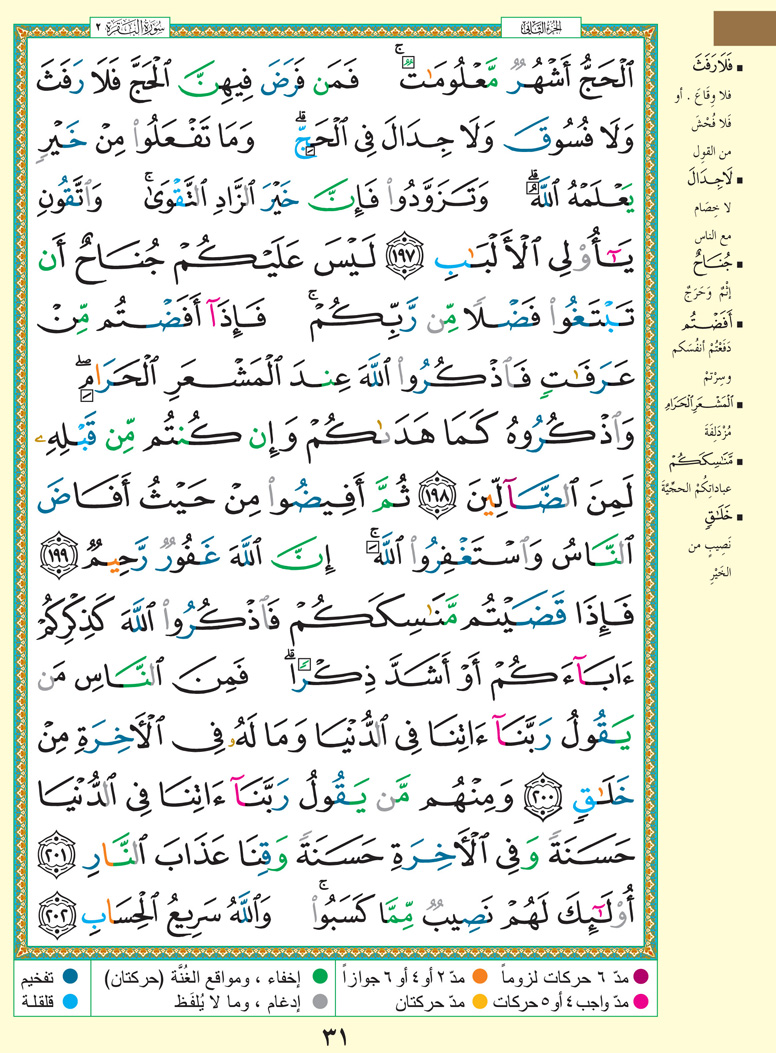 الجزء الثاني
سورة البقرة ٢
ٱلْحَجُّ أَشْهُرٌ مَّعْلُومَٰتٌ ۚ فَمَن فَرَضَ فِيهِنَّ ٱلْحَجَّ فَلَا رَفَثَ
وَلَا فُسُوقَ وَلَا جِدَالَ فِى ٱلْحَجِّ ۗ وَمَا تَفْعَلُوا۟ مِنْ خَيْرٍ
يَعْلَمْهُ ٱللَّهُ ۗ وَتَزَوَّدُوا۟ فَإِنَّ خَيْرَ ٱلزَّادِ ٱلتَّقْوَىٰ ۚ وَٱتَّقُونِ
يَٰٓأُو۟لِى ٱلْأَلْبَٰبِ ١٩٧ لَيْسَ عَلَيْكُمْ جُنَاحٌ أَن
تَبْتَغُوا۟ فَضْلًا مِّن رَّبِّكُمْ ۚ فَإِذَآ أَفَضْتُم مِّنْ
عَرَفَٰتٍ فَٱذْكُرُوا۟ ٱللَّهَ عِندَ ٱلْمَشْعَرِ ٱلْحَرَامِ ۖ
وَٱذْكُرُوهُ كَمَا هَدَىٰكُمْ وَإِن كُنتُم مِّن قَبْلِهِۦ
لَمِنَ ٱلضَّآلِّينَ ١٩٨ ثُمَّ أَفِيضُوا۟ مِنْ حَيْثُ أَفَاضَ
ٱلنَّاسُ وَٱسْتَغْفِرُوا۟ ٱللَّهَ ۚ إِنَّ ٱللَّهَ غَفُورٌ رَّحِيمٌ ١٩٩
فَإِذَا قَضَيْتُم مَّنَٰسِكَكُمْ فَٱذْكُرُوا۟ ٱللَّهَ كَذِكْرِكُمْ
ءَابَآءَكُمْ أَوْ أَشَدَّ ذِكْرًا ۗ فَمِنَ ٱلنَّاسِ مَن
يَقُولُ رَبَّنَآ ءَاتِنَا فِى ٱلدُّنْيَا وَمَا لَهُۥ فِى ٱلْءَاخِرَةِ مِنْ
خَلَٰقٍ ٢٠٠ وَمِنْهُم مَّن يَقُولُ رَبَّنَآ ءَاتِنَا فِى ٱلدُّنْيَا
حَسَنَةً وَفِى ٱلْءَاخِرَةِ حَسَنَةً وَقِنَا عَذَابَ ٱلنَّارِ ٢٠١
أُو۟لَٰٓئِكَ لَهُمْ نَصِيبٌ مِّمَّا كَسَبُوا۟ ۚ وَٱللَّهُ سَرِيعُ ٱلْحِسَابِ ٢٠٢
▪ فَلَا رَفَثَ
فلا وِقَاعَ . أو
فلا فُحْشَ
من القول
▪ لَا جِدَالَ
لا خِصَام
مع الناس
▪ جُنَاحٌ
إثْمٌ وَحَرَجٌ
▪ أَفَضْتُم
دَفَعْتُمْ أنفُسَكم
وسِرْتمْ
▪ ٱلْمَشْعَرِ ٱلْحَرَامِ
مُزْدَلِفَة
▪ مَّنَٰسِكَكُمْ
عباداتِكُمْ الحجِّيَّة
▪ خَلَٰقٍ
نَصِيبٍ من
الخَيْرِ
مدّ ٦ حركات لزوماً مدّ ٢ أو ٤ أو ٦ جوازاً إخفاء ، ومواقع الغُنَّة (حركتان) تفخيم
مدّ واجب ٤ أو ٥ حركات مدّ حركتان إدغام ، وما لا يُلفَظ قلقلة
٣١